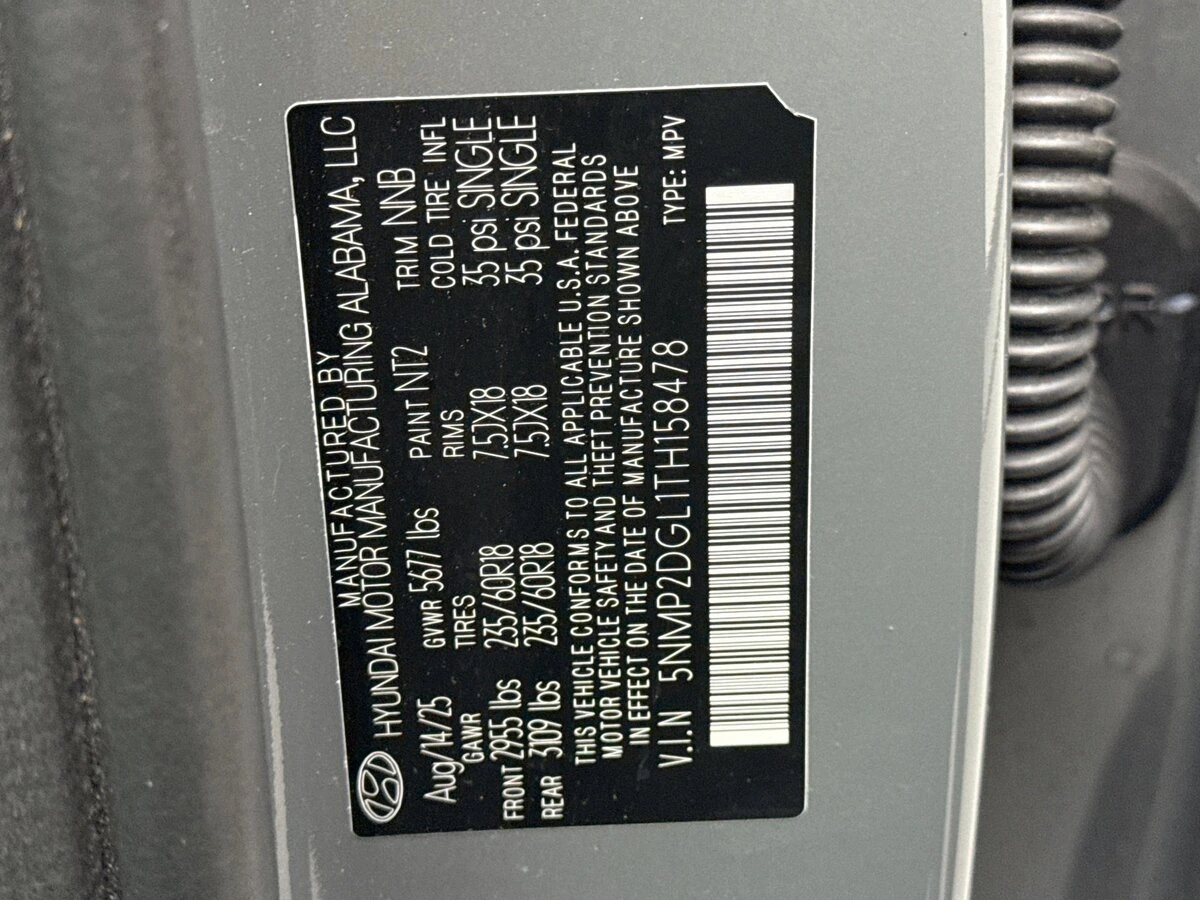 MANUFACTURED BY
HYUNDAI MOTOR MANUFACTURING ALABAMA, LLC
Aug/14/25 GVWR 5677 lbs PAINT NT2 TRIM NNB
GAWR TIRES RIMS COLD TIRE INFL
FRONT 2955 lbs 235/60R18 7.5JX18 35 psi SINGLE
REAR 3109 lbs 235/60R18 7.5JX18 35 psi SINGLE
THIS VEHICLE CONFORMS TO ALL APPLICABLE U.S.A. FEDERAL
MOTOR VEHICLE SAFETY AND THEFT PREVENTION STANDARDS
IN EFFECT ON THE DATE OF MANUFACTURE SHOWN ABOVE
V.I.N 5NMP2DGL1TH158478 TYPE: MPV